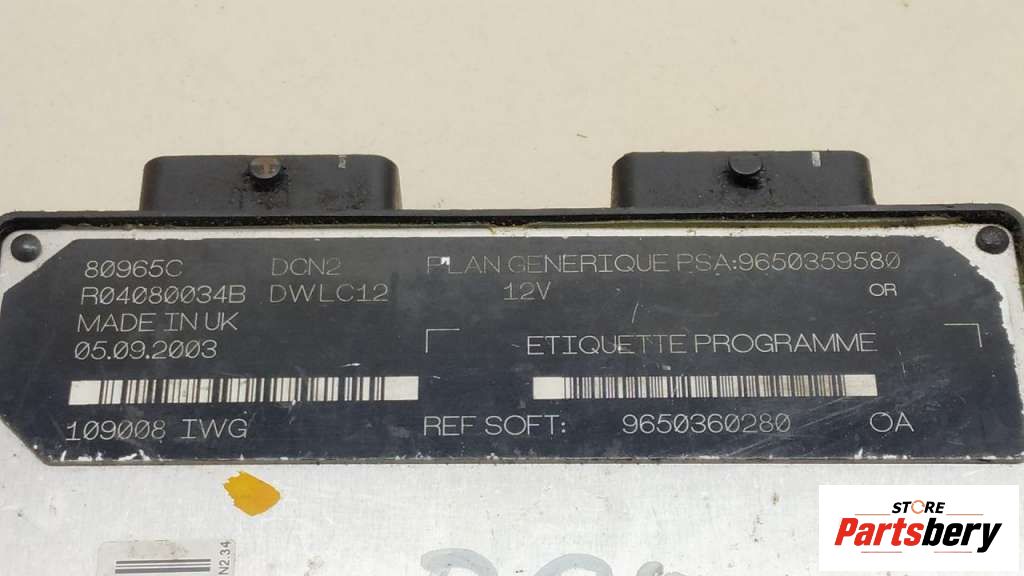 80965C DCN2 PLAN GENERIQUE PSA:9650359580
R04080034B DWLC12 12V OR
MADE IN UK
05.09.2003
ETIQUETTE PROGRAMME
109008 IWG REF SOFT: 9650360280 OA
N2.34
STORE
Partsbery